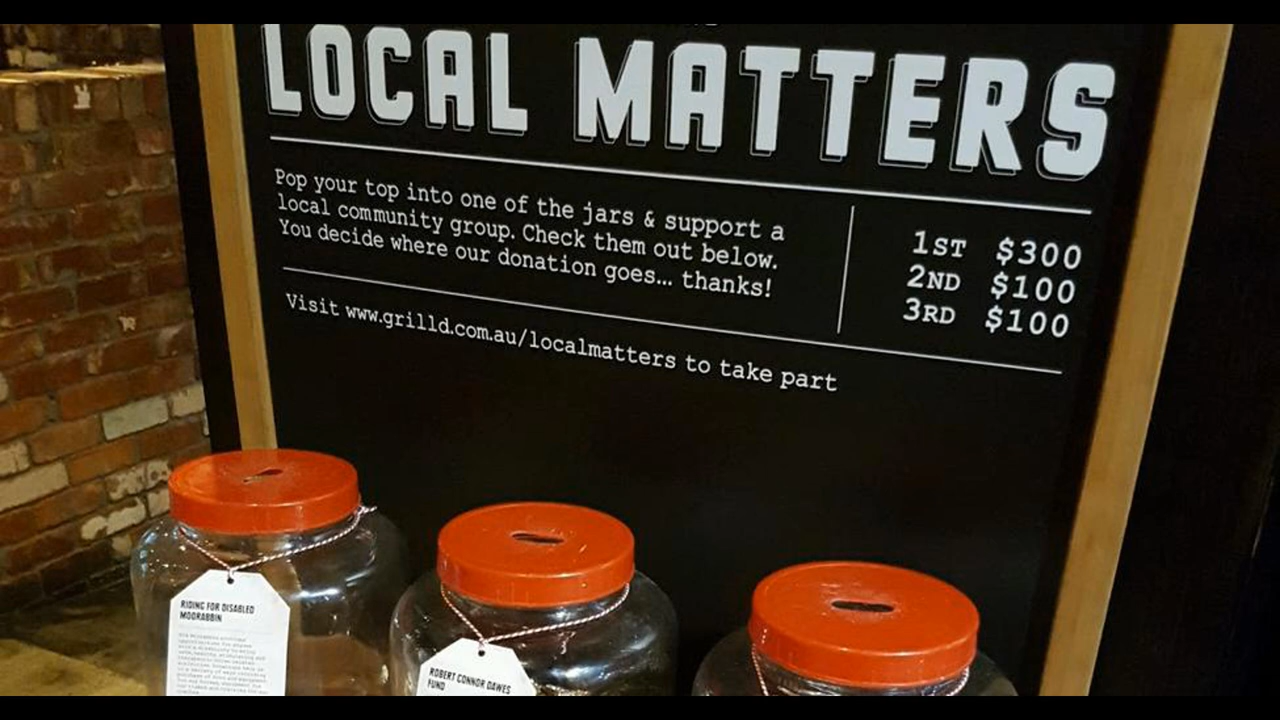 LOCAL MATTERS
Pop your top into one of the jars & support a
local community group. Check them out below.
You decide where our donation goes... thanks!
1ST $300
2ND $100
3RD $100
Visit www.grilld.com.au/localmatters to take part
RIDING FOR DISABLED
MOORABBIN
ROBERT CONNOR DAWES
FUND